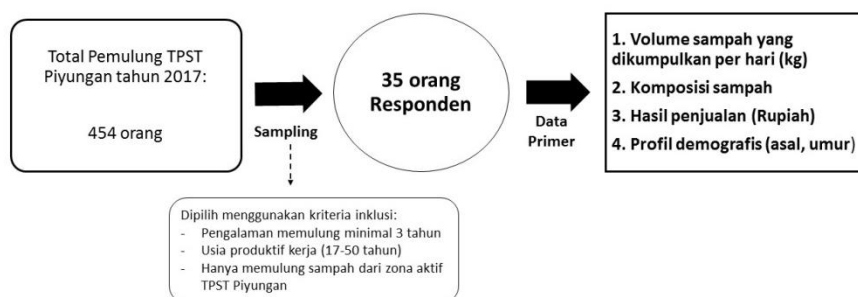 Total Pemulung TPST
Piyungan tahun 2017:
454 orang
Sampling
35 orang
Responden
Data
Primer
1. Volume sampah yang
dikumpulkan per hari (kg)
2. Komposisi sampah
3. Hasil penjualan (Rupiah)
4. Profil demografis (asal, umur)
Dipilih menggunakan kriteria inklusi:
- Pengalaman memulung minimal 3 tahun
- Usia produktif kerja (17-50 tahun)
- Hanya memulung sampah dari zona aktif
TPST Piyungan